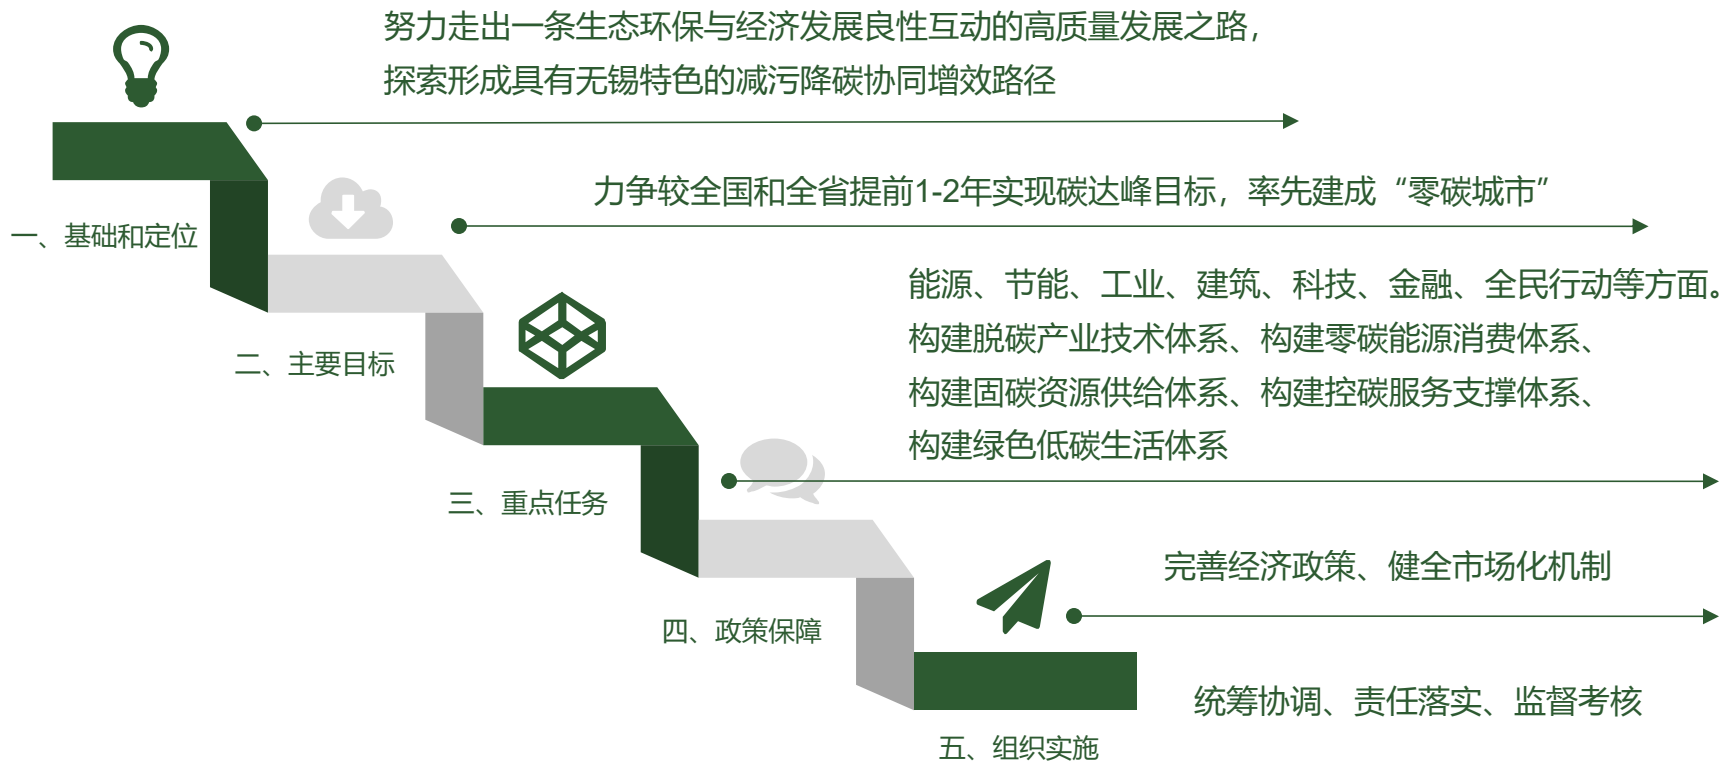 努力走出一条生态环保与经济发展良性互动的高质量发展之路，
探索形成具有无锡特色的减污降碳协同增效路径
一、基础和定位
力争较全国和全省提前1-2年实现碳达峰目标，率先建成“零碳城市”
二、主要目标
能源、节能、工业、建筑、科技、金融、全民行动等方面。
构建脱碳产业技术体系、构建零碳能源消费体系、
构建固碳资源供给体系、构建控碳服务支撑体系、
构建绿色低碳生活体系
三、重点任务
完善经济政策、健全市场化机制
四、政策保障
统筹协调、责任落实、监督考核
五、组织实施